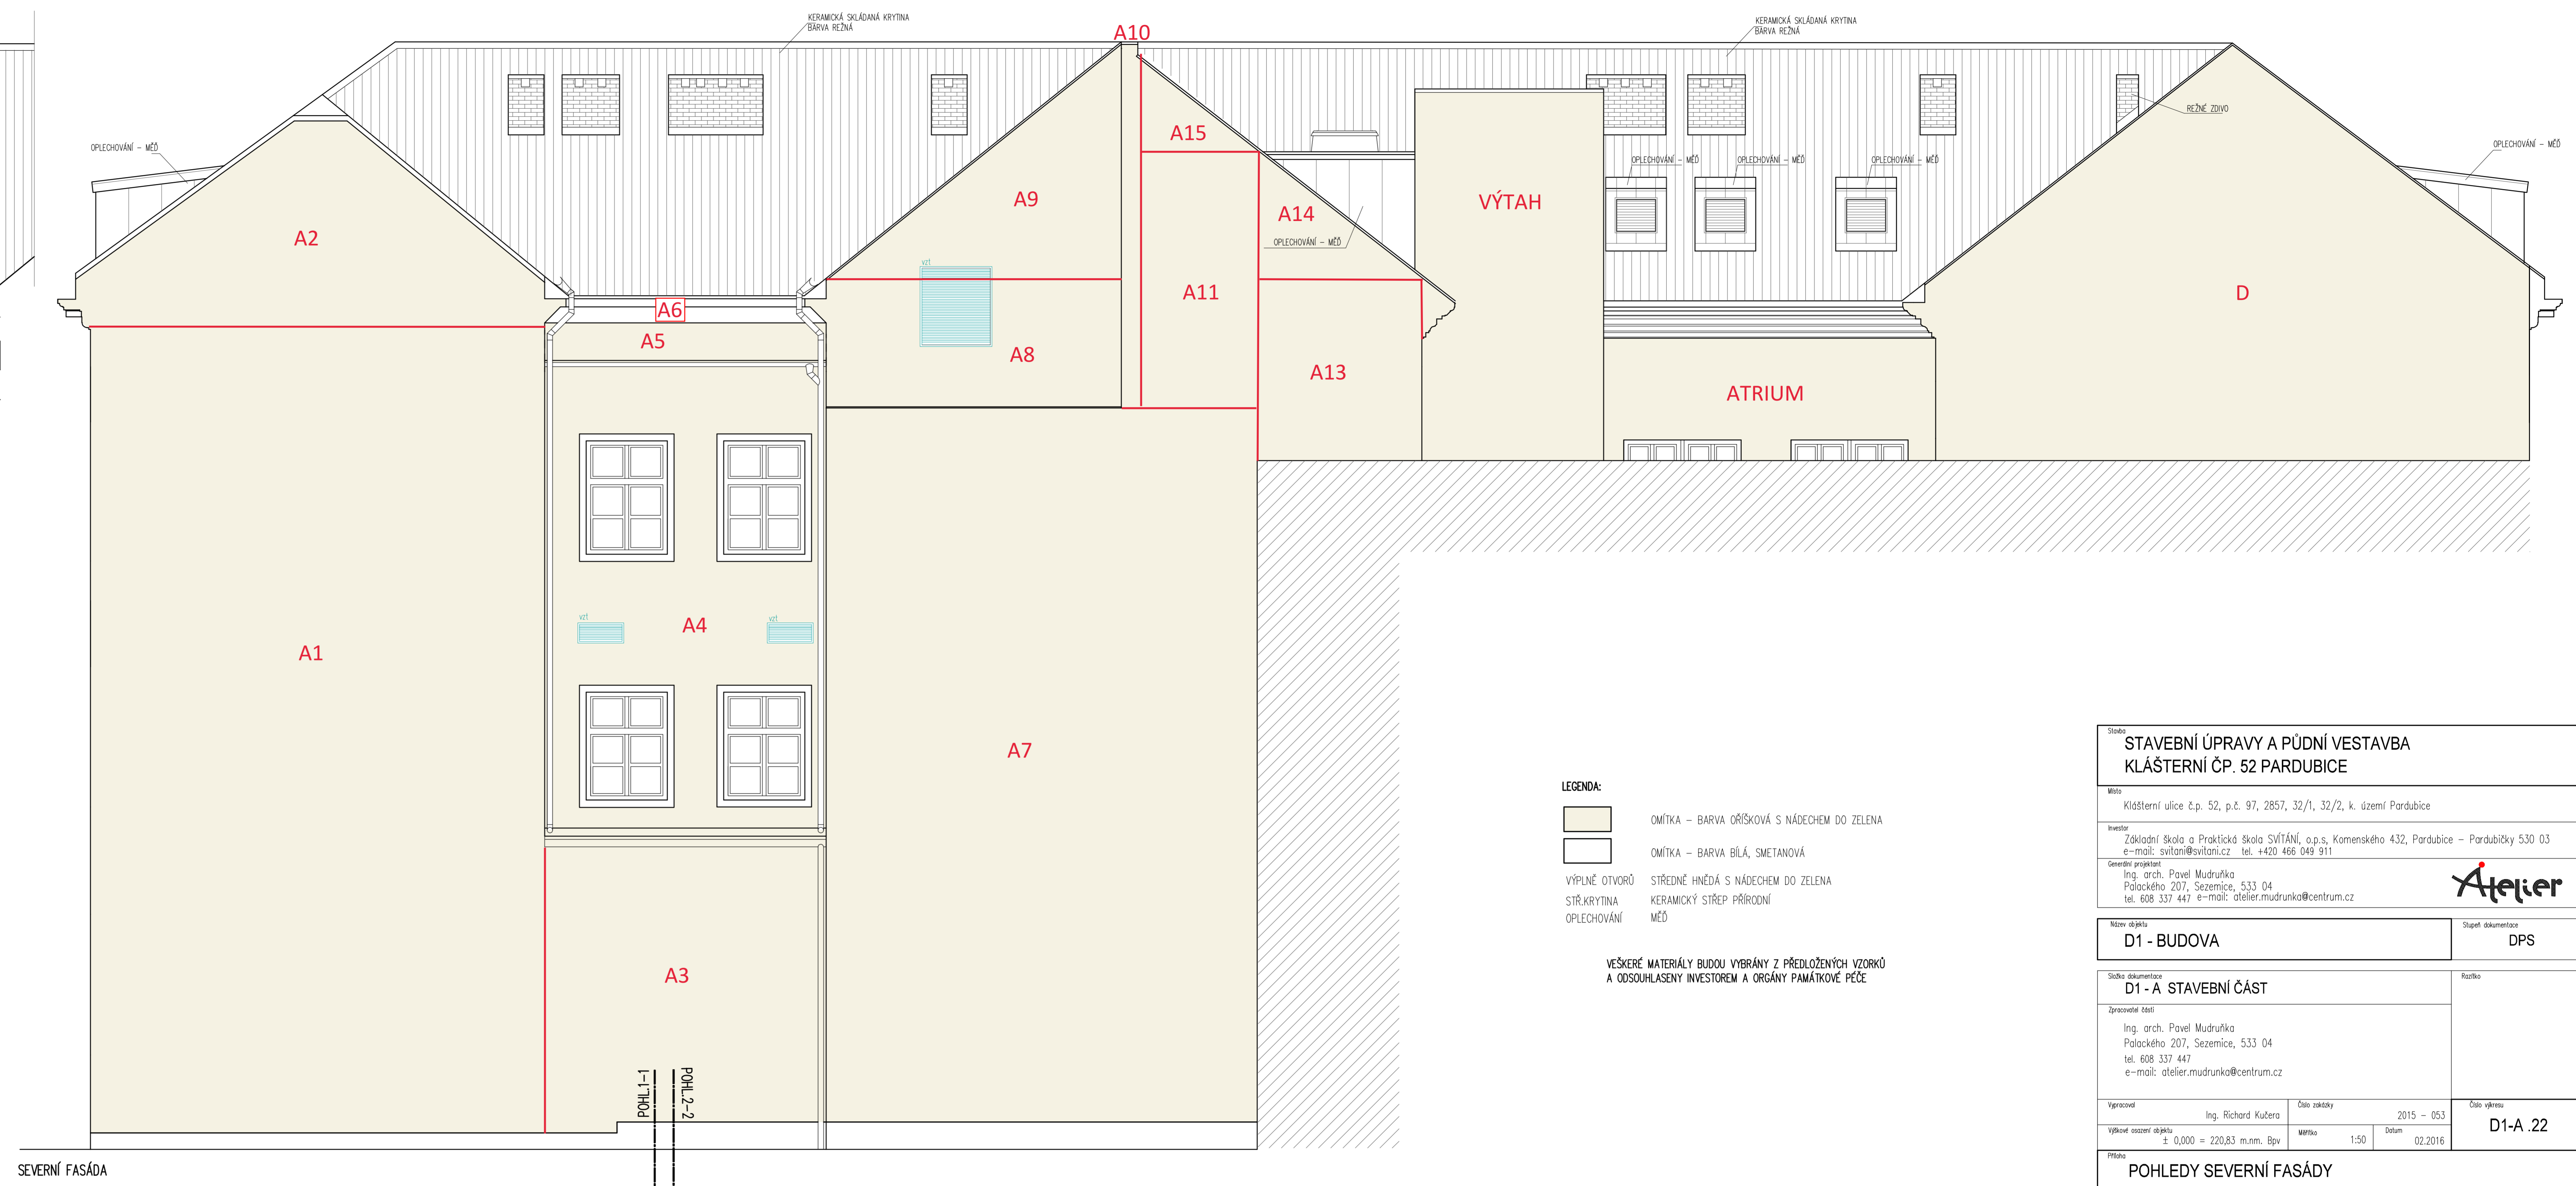 KERAMICKÁ SKLÁDANÁ KRYTINA
BARVA REŽNÁ
A10
KERAMICKÁ SKLÁDANÁ KRYTINA
BARVA REŽNÁ
REŽNÉ ZDIVO
OPLECHOVÁNÍ – MĚĎ
OPLECHOVÁNÍ – MĚĎ
A15
OPLECHOVÁNÍ – MĚĎ
OPLECHOVÁNÍ – MĚĎ
OPLECHOVÁNÍ – MĚĎ
A9
VÝTAH
A2
A14
OPLECHOVÁNÍ – MĚĎ
vzt
A11
D
A6
A5
A8
A13
ATRIUM
vzt
vzt
A4
A1
A7
A3
POHL.1-1
POHL.2-2
SEVERNÍ FASÁDA
LEGENDA:
OMÍTKA – BARVA OŘÍŠKOVÁ S NÁDECHEM DO ZELENA
OMÍTKA – BARVA BÍLÁ, SMETANOVÁ
VÝPLNĚ OTVORŮ STŘEDNĚ HNĚDÁ S NÁDECHEM DO ZELENA
STŘ.KRYTINA KERAMICKÝ STŘEP PŘÍRODNÍ
OPLECHOVÁNÍ MĚĎ
VEŠKERÉ MATERIÁLY BUDOU VYBRÁNY Z PŘEDLOŽENÝCH VZORKŮ
A ODSOUHLASENY INVESTOREM A ORGÁNY PAMÁTKOVÉ PÉČE
Stavba
STAVEBNÍ ÚPRAVY A PŮDNÍ VESTAVBA
KLÁŠTERNÍ ČP. 52 PARDUBICE
Místo
Klášterní ulice č.p. 52, p.č. 97, 2857, 32/1, 32/2, k. území Pardubice
Investor
Základní škola a Praktická škola SVÍTÁNÍ, o.p.s, Komenského 432, Pardubice – Pardubičky 530 03
e-mail: svitani@svitani.cz tel. +420 466 049 911
Generální projektant
Ing. arch. Pavel Mudruňka
Palackého 207, Sezemice, 533 04
tel. 608 337 447 e-mail: atelier.mudrunka@centrum.cz
Atelier
Název objektu
D1 - BUDOVA
Stupeň dokumentace
DPS
Složka dokumentace
D1 - A STAVEBNÍ ČÁST
Razítko
Zpracovatel části
Ing. arch. Pavel Mudruňka
Palackého 207, Sezemice, 533 04
tel. 608 337 447
e-mail: atelier.mudrunka@centrum.cz
Vypracoval
Ing. Richard Kučera
Číslo zakázky
2015 – 053
Číslo výkresu
D1-A .22
Výškové osazení objektu
± 0,000 = 220,83 m.nm. Bpv
Měřítko
1:50
Datum
02.2016
Příloha
POHLEDY SEVERNÍ FASÁDY